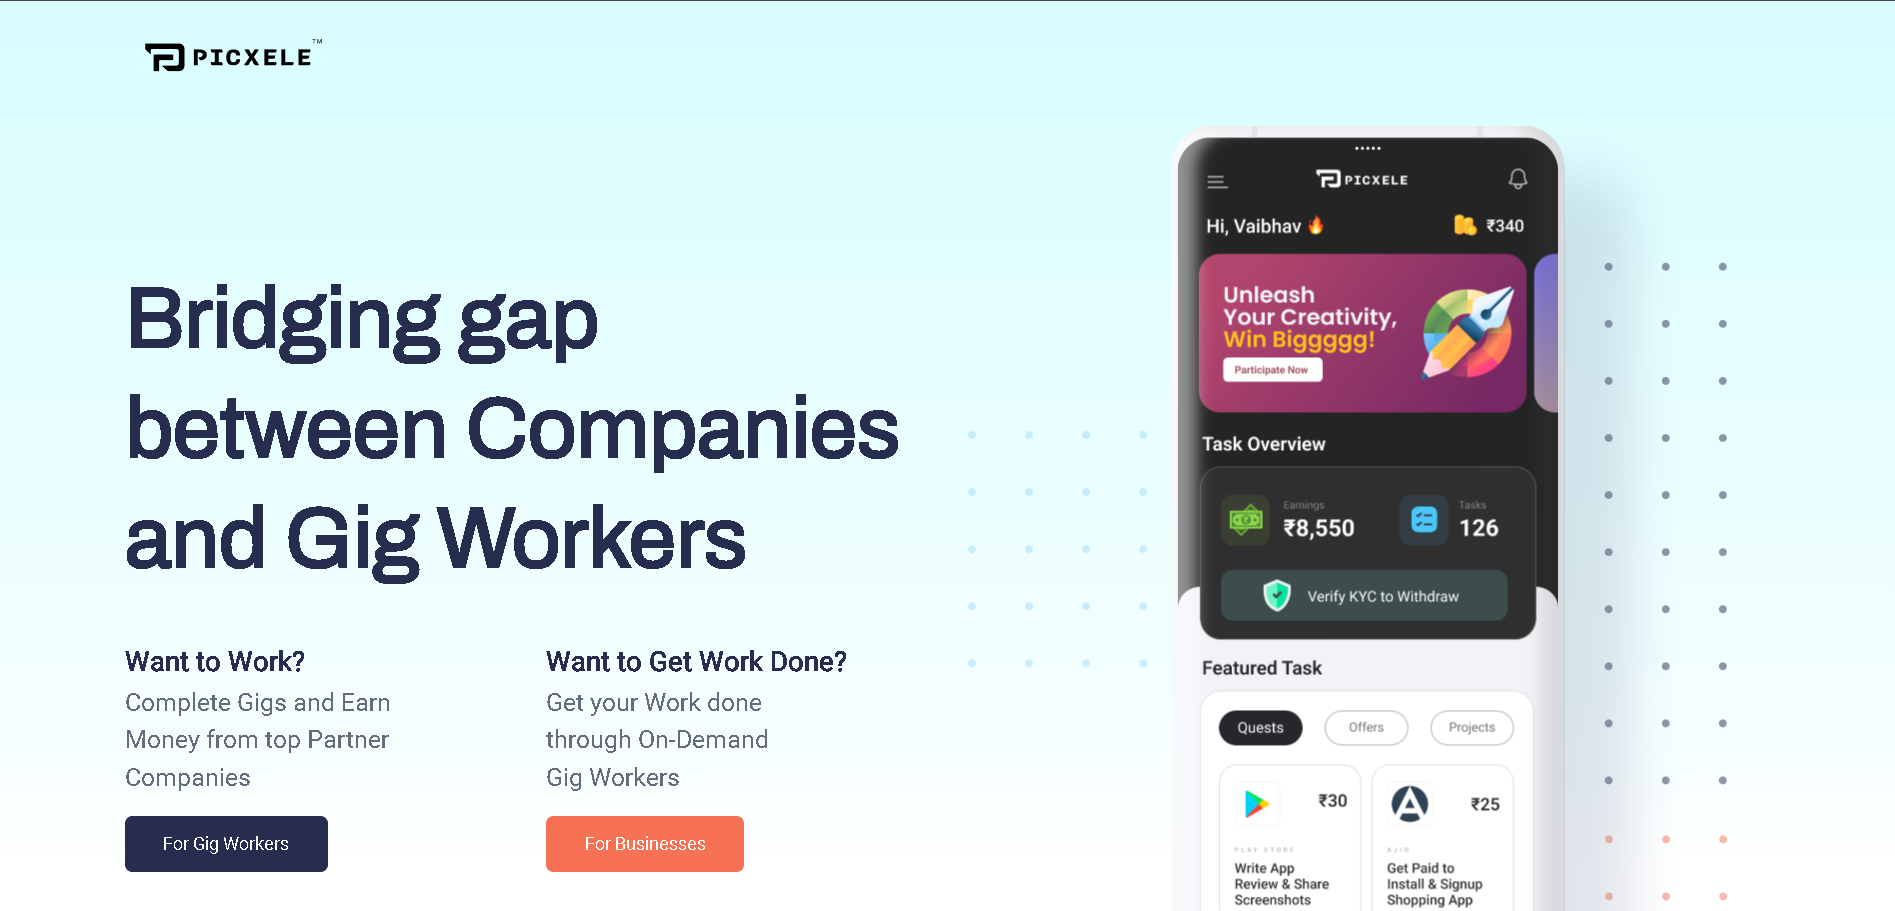 PICXELE™
Bridging gap
between Companies
and Gig Workers
Want to Work?
Complete Gigs and Earn
Money from top Partner
Companies
For Gig Workers
Want to Get Work Done?
Get your Work done
through On-Demand
Gig Workers
For Businesses
PICXELE
Hi, Vaibhav
₹340
Unleash
Your Creativity,
Win Biggggg!
Participate Now
Task Overview
Earnings
₹8,550
Tasks
126
Verify KYC to Withdraw
Featured Task
Quests
Offers
Projects
₹30
PLAY STORE
Write App
Review & Share
Screenshots
₹25
AJIO
Get Paid to
Install & Signup
Shopping App